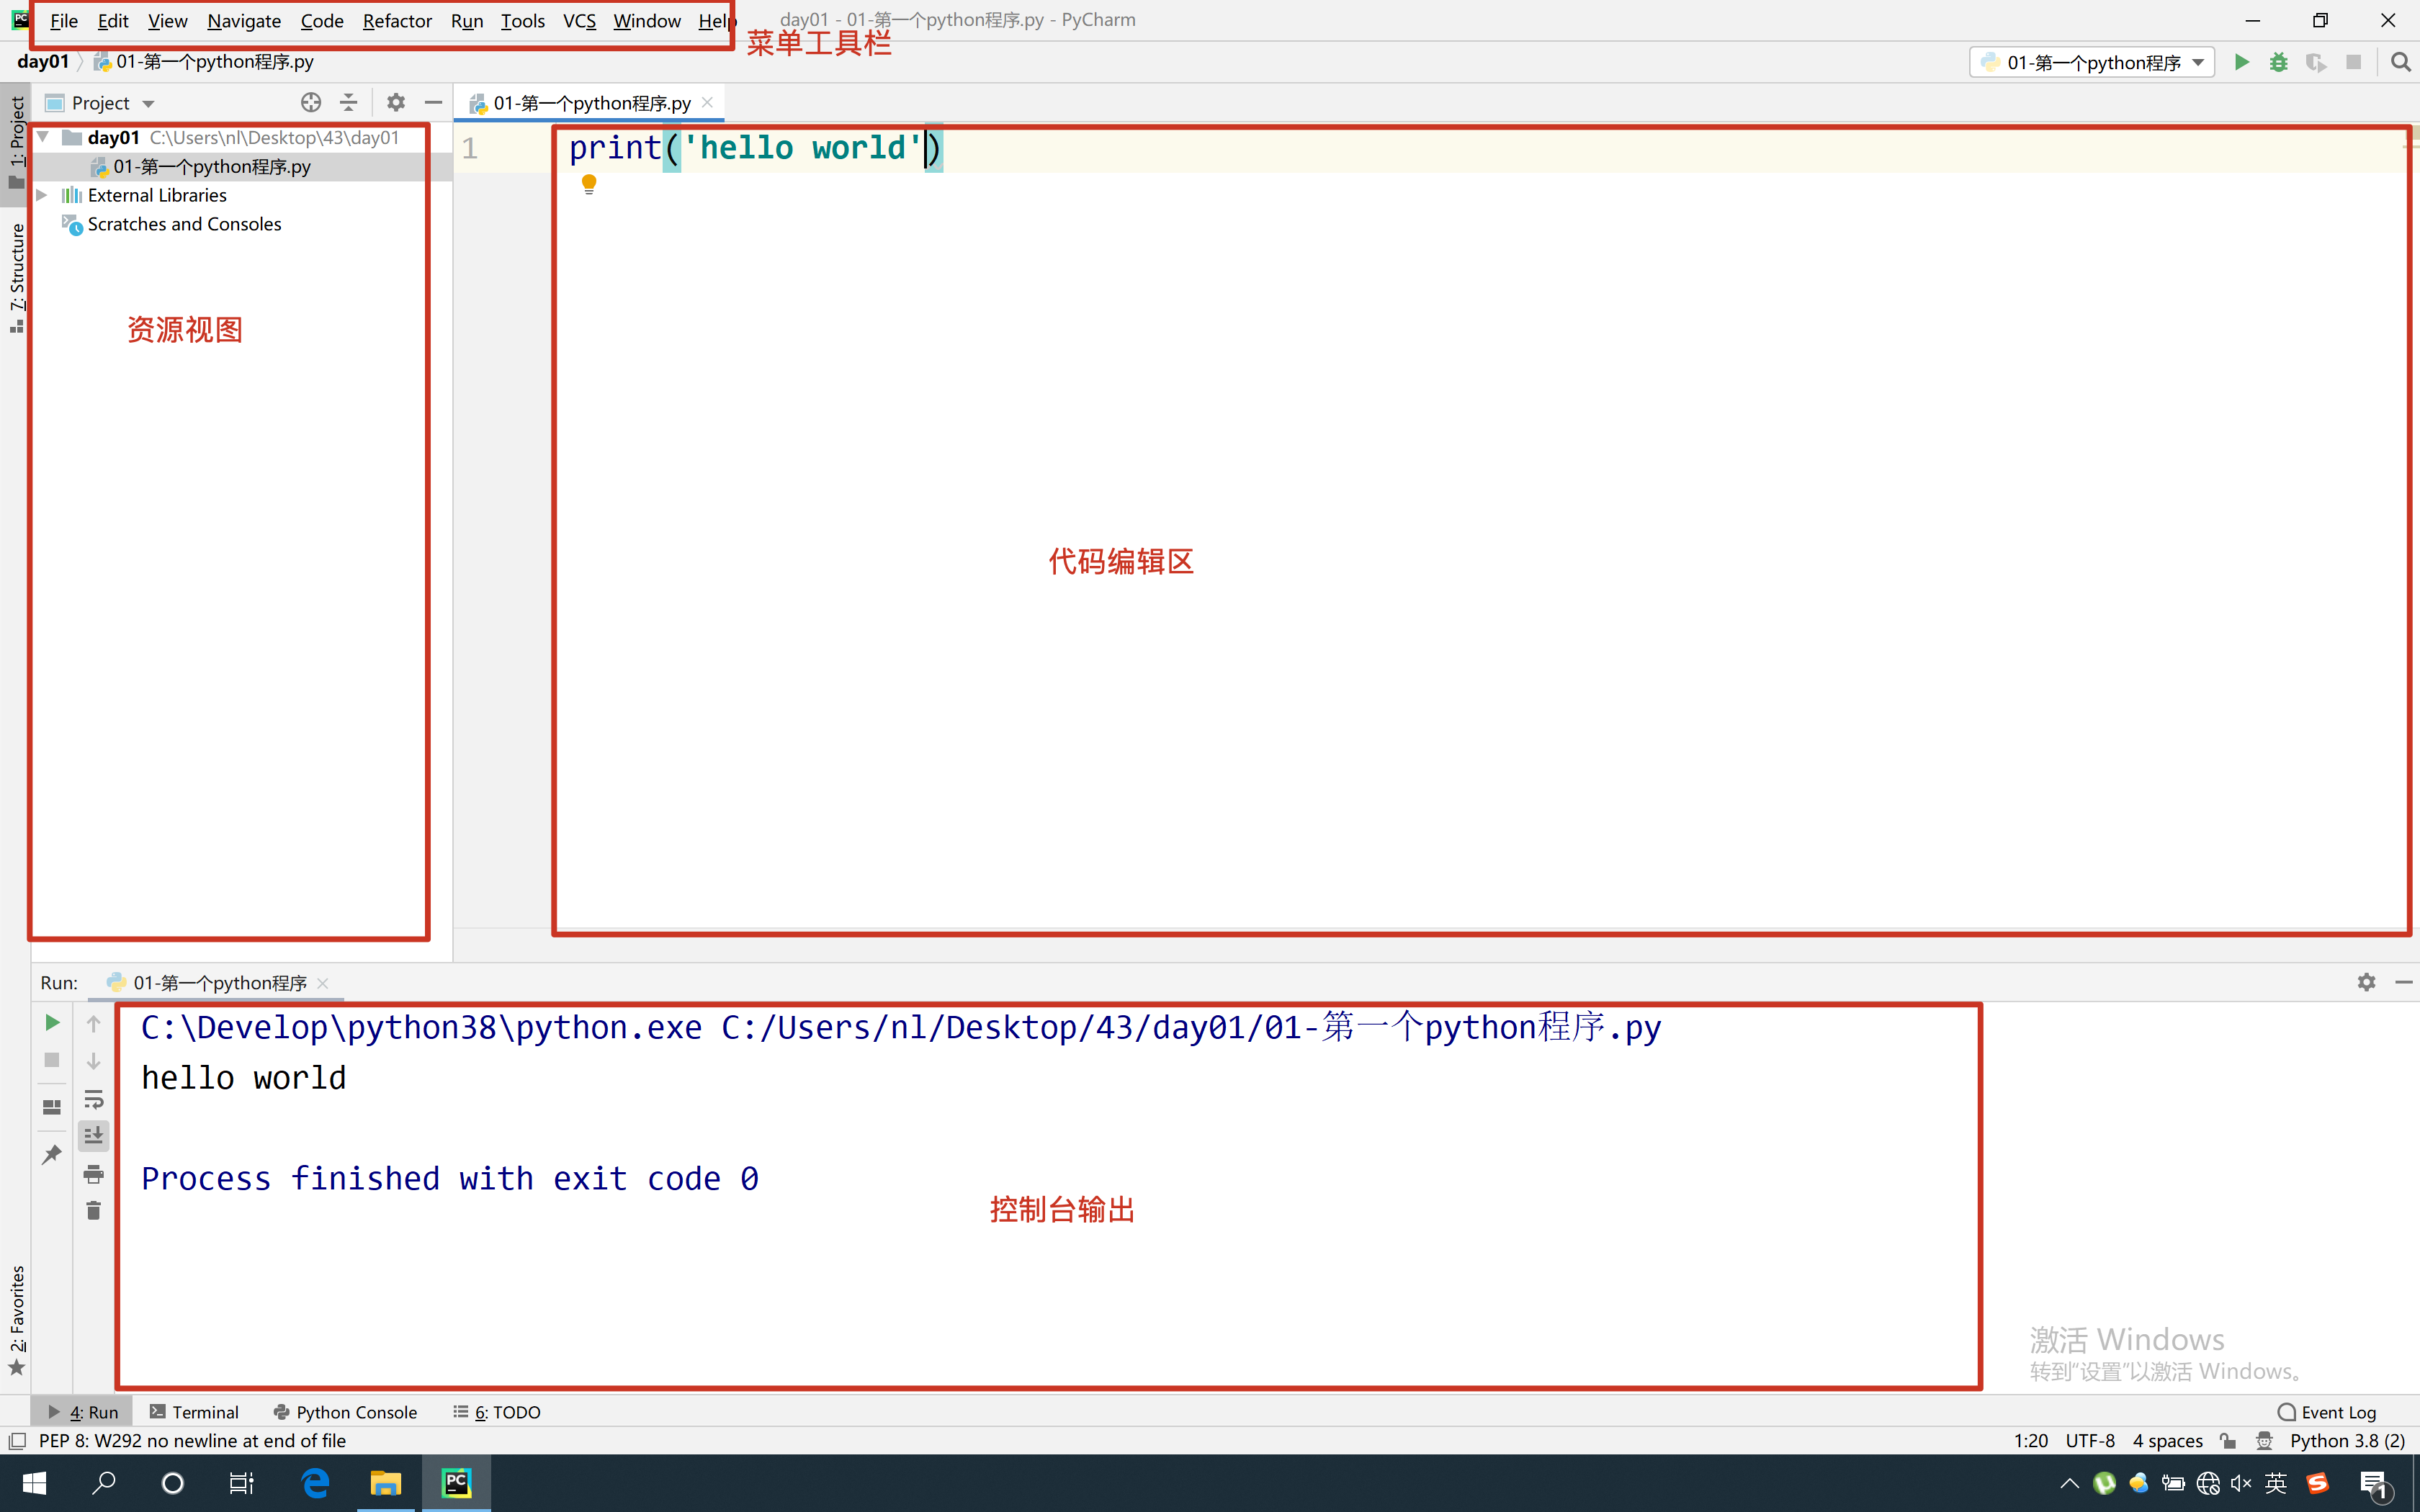 File Edit View Navigate Code Refactor Run Tools VCS Window Help day01 - 01-第一个python程序.py - PyCharm
菜单工具栏
day01 01-第一个python程序.py 01-第一个python程序
1: Project
Project
01-第一个python程序.py
day01 C:\Users\nl\Desktop\43\day01
01-第一个python程序.py
External Libraries
Scratches and Consoles
7: Structure
资源视图
1 print('hello world')
代码编辑区
Run: 01-第一个python程序
C:\Develop\python38\python.exe C:/Users/nl/Desktop/43/day01/01-第一个python程序.py
hello world
Process finished with exit code 0
控制台输出
2: Favorites
激活 Windows
转到“设置”以激活 Windows。
4: Run Terminal Python Console 6: TODO Event Log
PEP 8: W292 no newline at end of file 1:20 UTF-8 4 spaces Python 3.8 (2)
PC 英 1